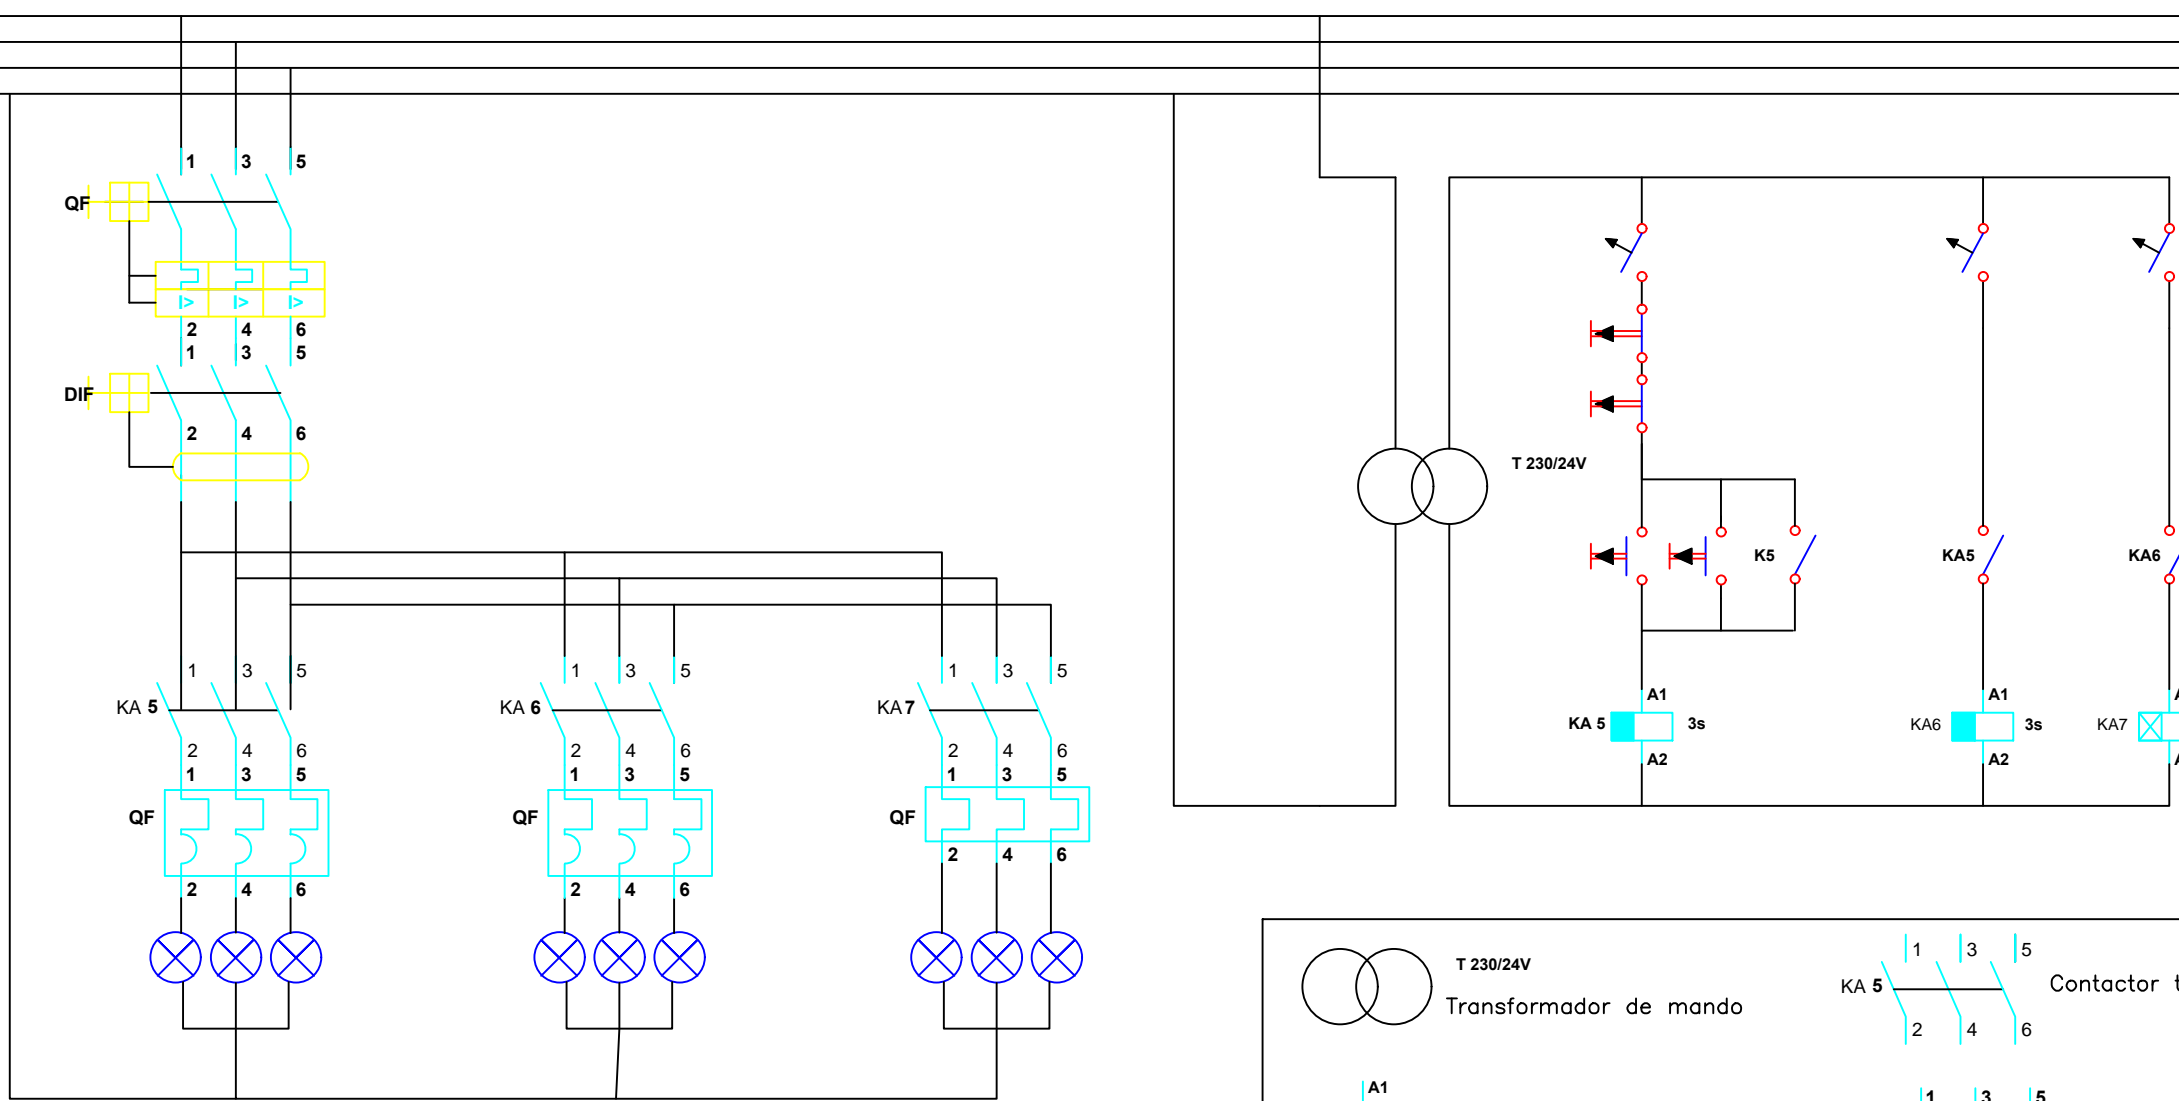 1 3 5
QF
I> I> I>
2 4 6
1 3 5
DIF
2 4 6
T 230/24V
K5 KA5 KA6
1 3 5 1 3 5 1 3 5
KA 5 KA 6 KA 7
2 4 6 2 4 6 2 4 6
1 3 5 1 3 5 1 3 5
QF QF QF
2 4 6 2 4 6 2 4 6
A1 A1
KA 5 3s KA6 3s KA7
A2 A2
T 230/24V
Transformador de mando
1 3 5
KA 5 Contactor
2 4 6
A1
1 3 5